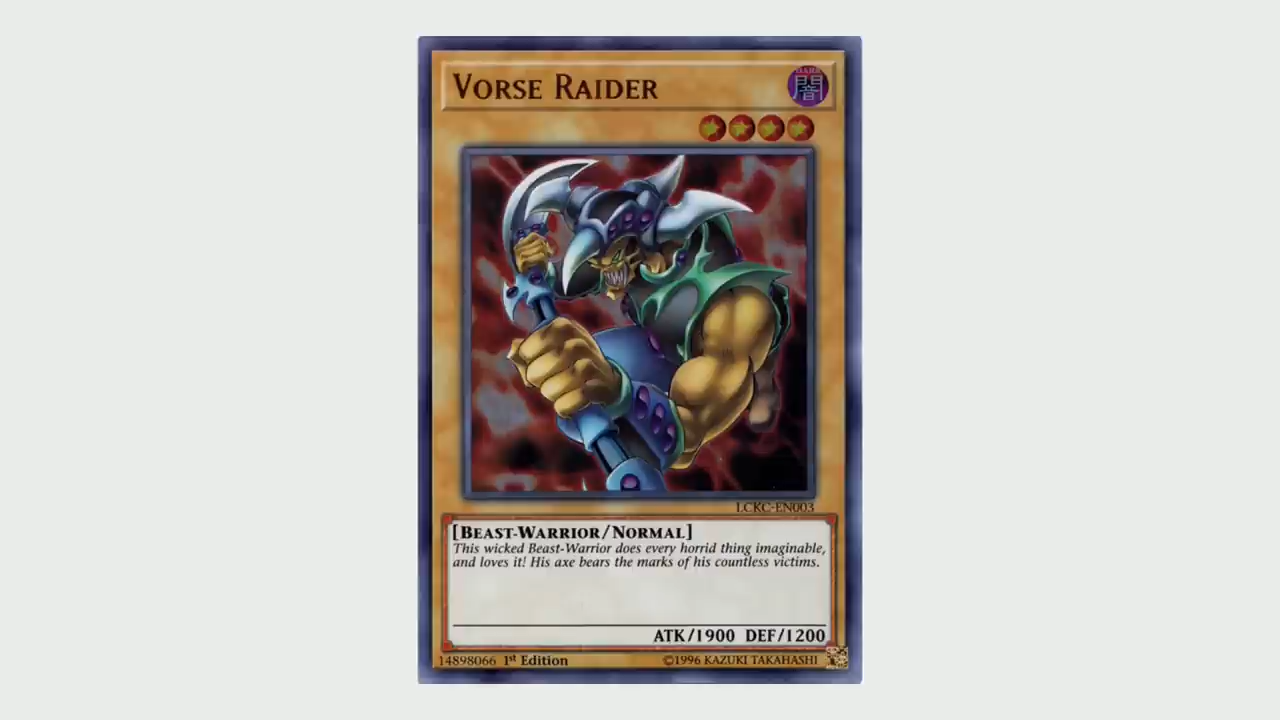 VORSE RAIDER
DARK
闇
LCKC-EN003
[BEAST-WARRIOR/NORMAL]
This wicked Beast-Warrior does every horrid thing imaginable,
and loves it! His axe bears the marks of his countless victims.
ATK/1900 DEF/1200
14898066 1st Edition ©1996 KAZUKI TAKAHASHI